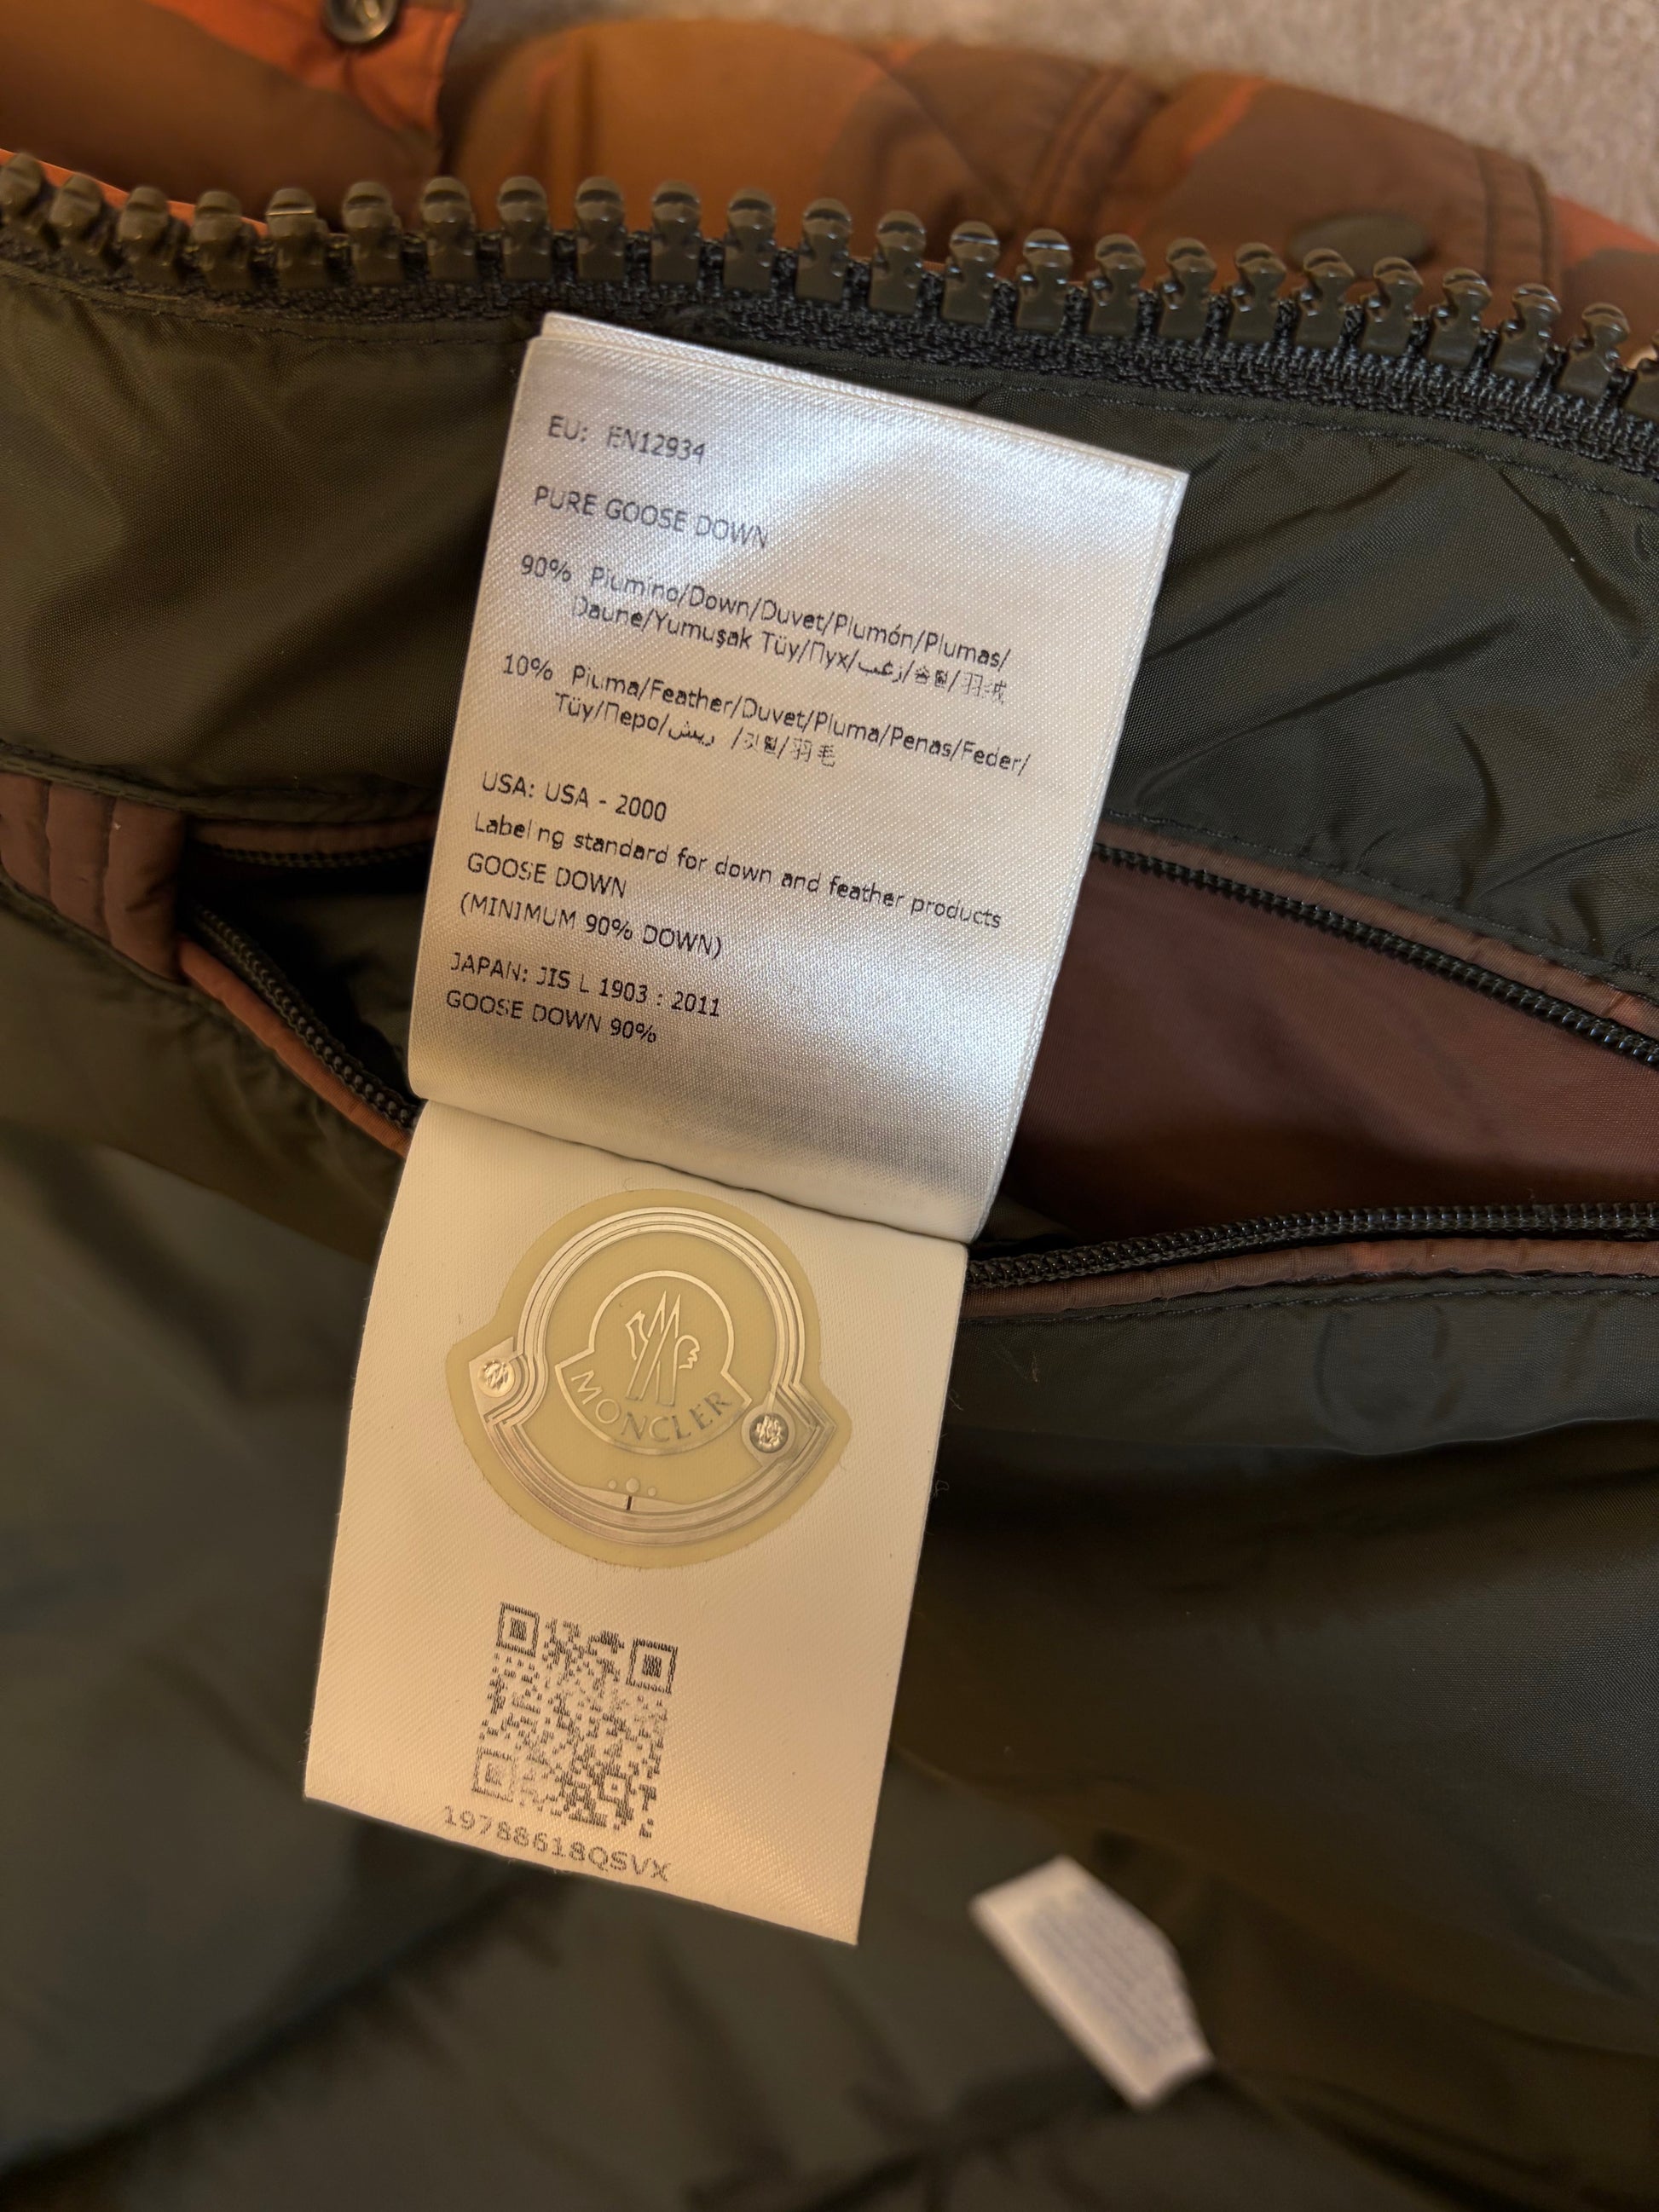 EU: EN12934
PURE GOOSE DOWN
90% Piumino/Down/Duvet/Plumón/Plumas/
Daune/Yumuşak Tüy/Пух/زغب/솜털/羽绒
10% Piuma/Feather/Duvet/Pluma/Penas/Feder/
Tüy/Перо/ريش /깃털/羽毛
USA: USA - 2000
Labeling standard for down and feather products
GOOSE DOWN
(MINIMUM 90% DOWN)
JAPAN: JIS L 1903 : 2011
GOOSE DOWN 90%
MONCLER
19788618QSVX